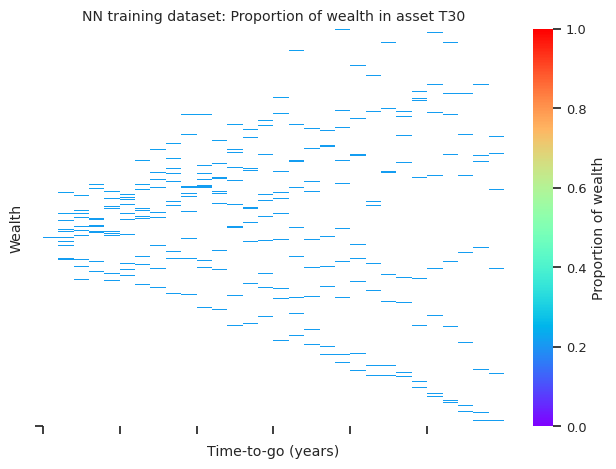 NN training dataset: Proportion of wealth in asset T30
Wealth
Time-to-go (years)
1.0
0.8
0.6
0.4
0.2
0.0
Proportion of wealth